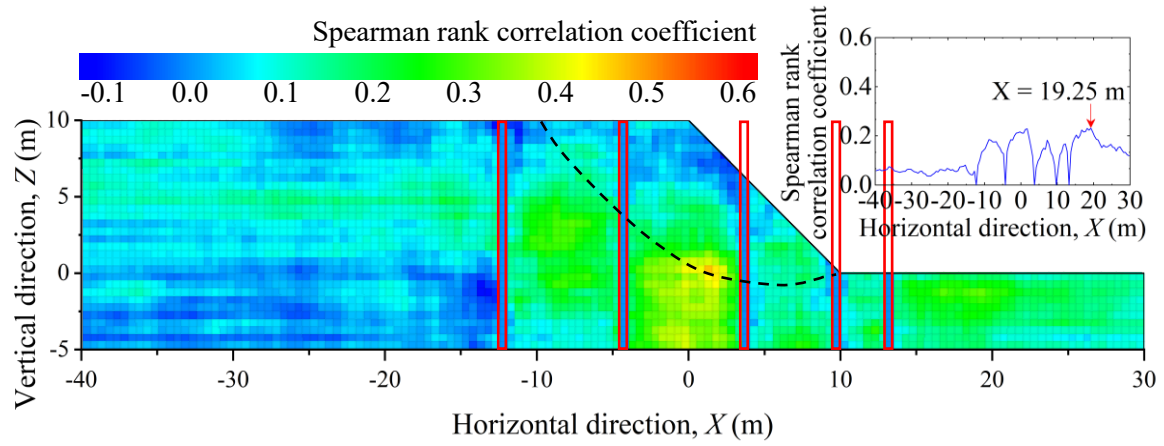 Spearman rank correlation coefficient
-0.1 0.0 0.1 0.2 0.3 0.4 0.5 0.6
Vertical direction, Z (m)
10
5
0
-5
-40 -30 -20 -10 0 10 20 30
Horizontal direction, X (m)
Spearman rank
correlation coefficient
0.6
0.4
0.2
0.0
X = 19.25 m
-40 -30 -20 -10 0 10 20 30
Horizontal direction, X (m)